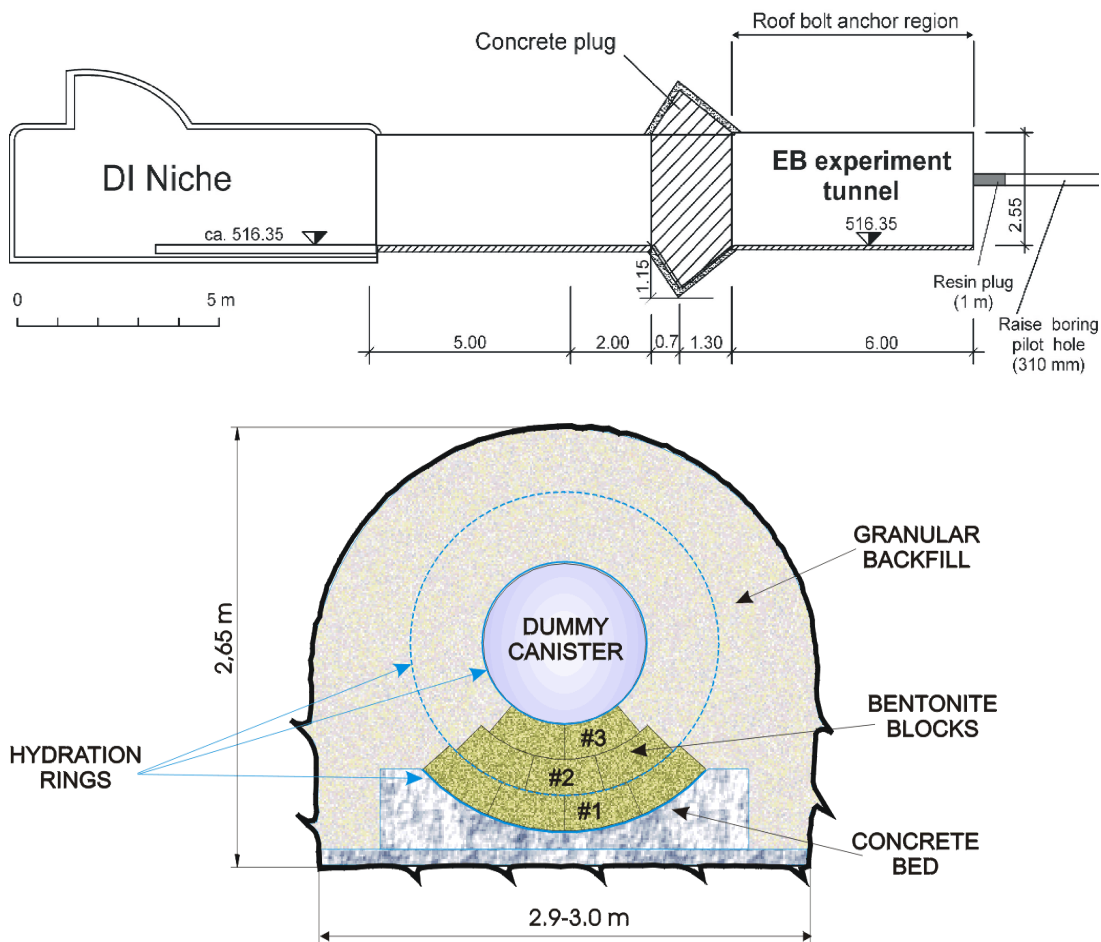 Roof bolt anchor region
Concrete plug
DI Niche
EB experiment
tunnel
ca. 516.35
516.35
2.55
1.15
Resin plug
(1 m)
Raise boring
pilot hole
(310 mm)
0
5 m
5.00
2.00
0.7
1.30
6.00
GRANULAR
BACKFILL
DUMMY
CANISTER
2,65 m
BENTONITE
BLOCKS
#3
HYDRATION
RINGS
#2
#1
CONCRETE
BED
2.9-3.0 m